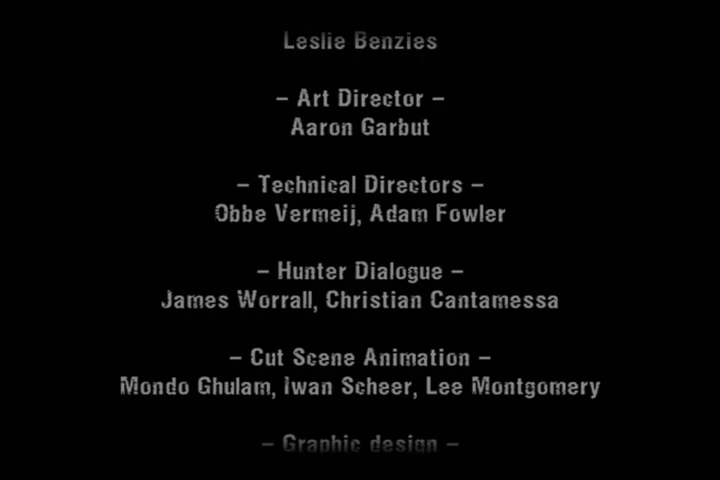 Leslie Benzies
– Art Director –
Aaron Garbut
– Technical Directors –
Obbe Vermeij, Adam Fowler
– Hunter Dialogue –
James Worrall, Christian Cantamessa
– Cut Scene Animation –
Mondo Ghulam, Iwan Scheer, Lee Montgomery
– Graphic design –